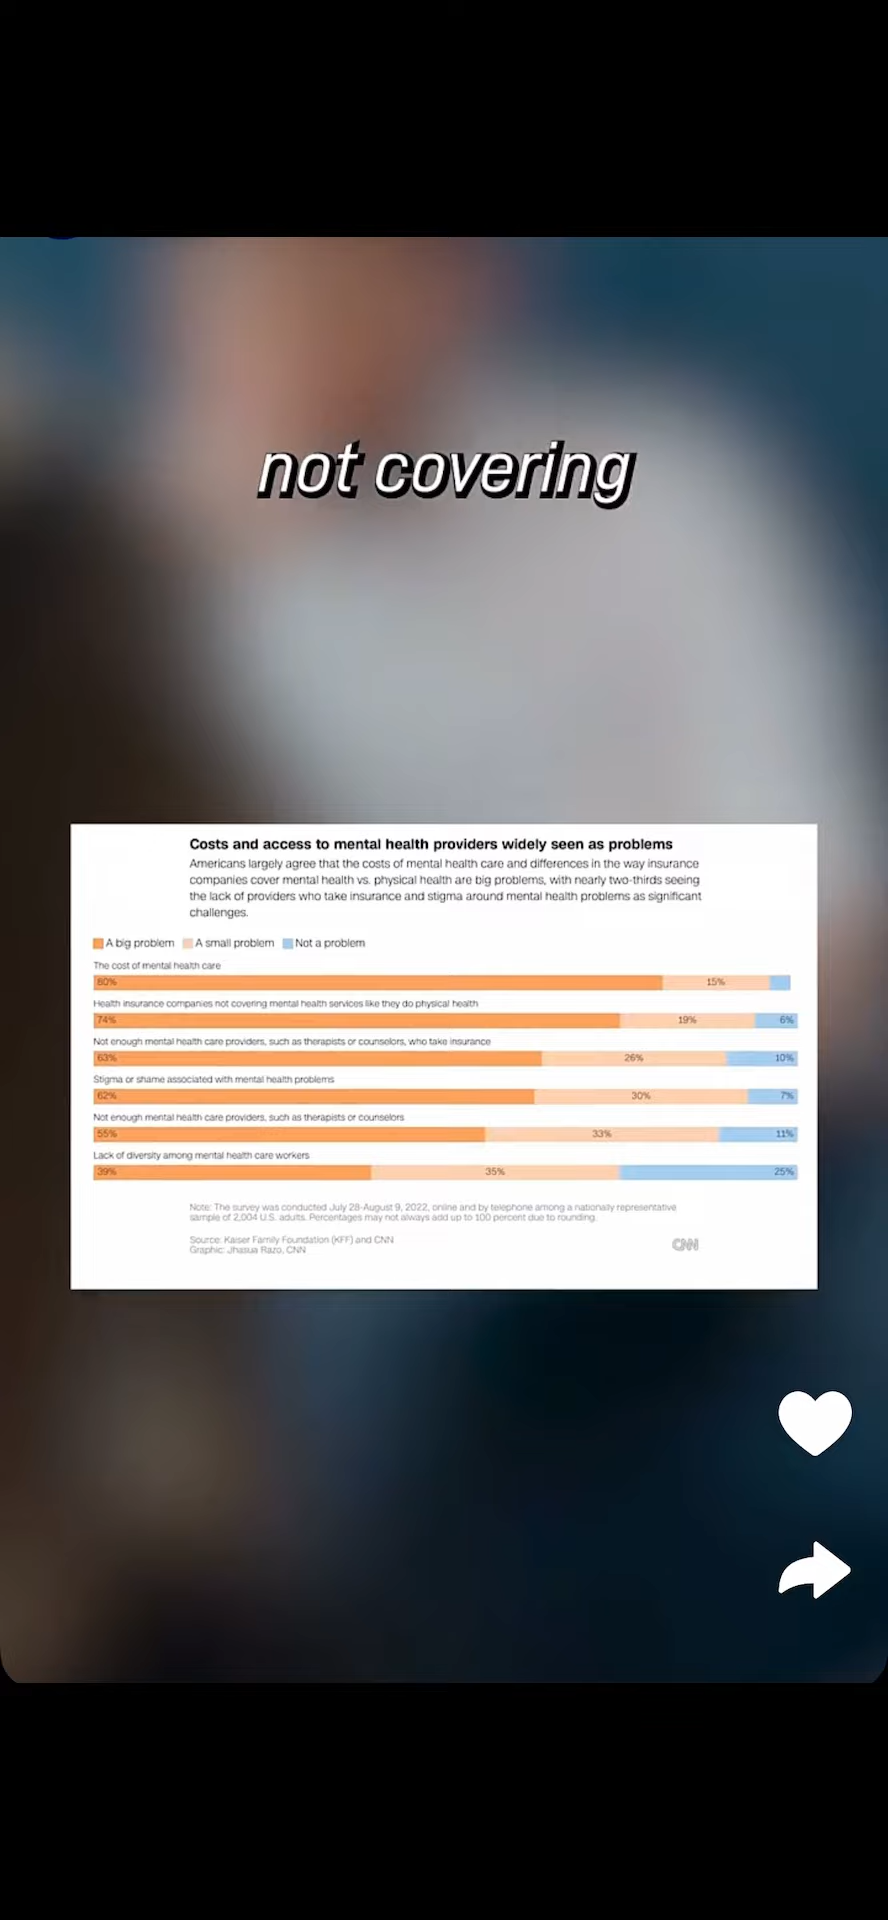 not covering
Costs and access to mental health providers widely seen as problems
Americans largely agree that the costs of mental health care and differences in the way insurance
companies cover mental health vs. physical health are big problems, with nearly two-thirds seeing
the lack of providers who take insurance and stigma around mental health problems as significant
challenges.
A big problem A small problem Not a problem
The cost of mental health care
80% 15%
Health insurance companies not covering mental health services like they do physical health
74% 19% 6%
Not enough mental health care providers, such as therapists or counselors, who take insurance
63% 26% 10%
Stigma or shame associated with mental health problems
62% 30% 7%
Not enough mental health care providers, such as therapists or counselors
55% 33% 11%
Lack of diversity among mental health care workers
39% 35% 25%
Note: The survey was conducted July 28-August 9, 2022, online and by telephone among a nationally representative
sample of 2,004 U.S. adults. Percentages may not always add up to 100 percent due to rounding.
Source: Kaiser Family Foundation (KFF) and CNN
Graphic: Jhasua Razo, CNN
CNN